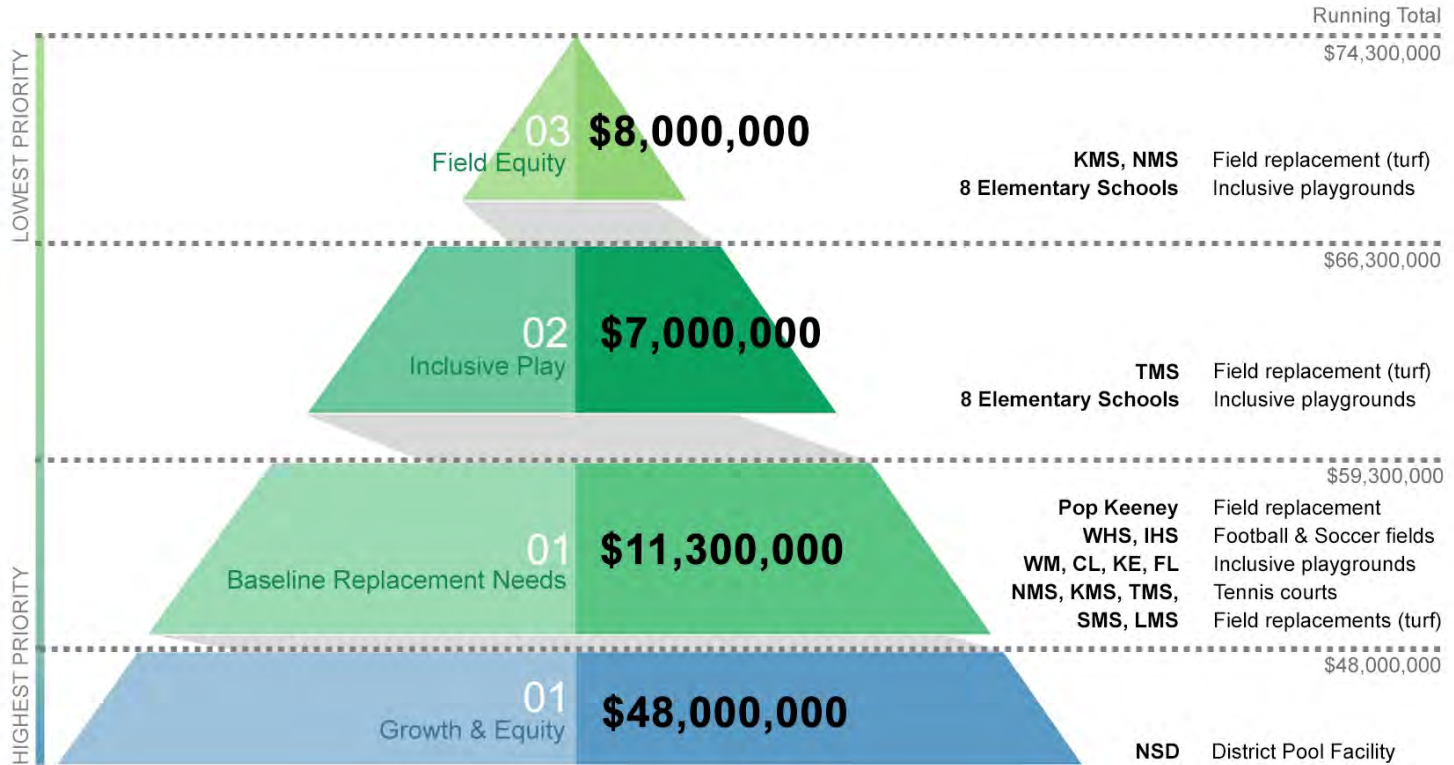 Running Total
$74,300,000
LOWEST PRIORITY
03 $8,000,000
Field Equity
KMS, NMS Field replacement (turf)
8 Elementary Schools Inclusive playgrounds
$66,300,000
02 $7,000,000
Inclusive Play
TMS Field replacement (turf)
8 Elementary Schools Inclusive playgrounds
$59,300,000
01 $11,300,000
Baseline Replacement Needs
Pop Keeney Field replacement
WHS, IHS Football & Soccer fields
WM, CL, KE, FL Inclusive playgrounds
NMS, KMS, TMS, Tennis courts
SMS, LMS Field replacements (turf)
HIGHEST PRIORITY
$48,000,000
01 $48,000,000
Growth & Equity
NSD District Pool Facility